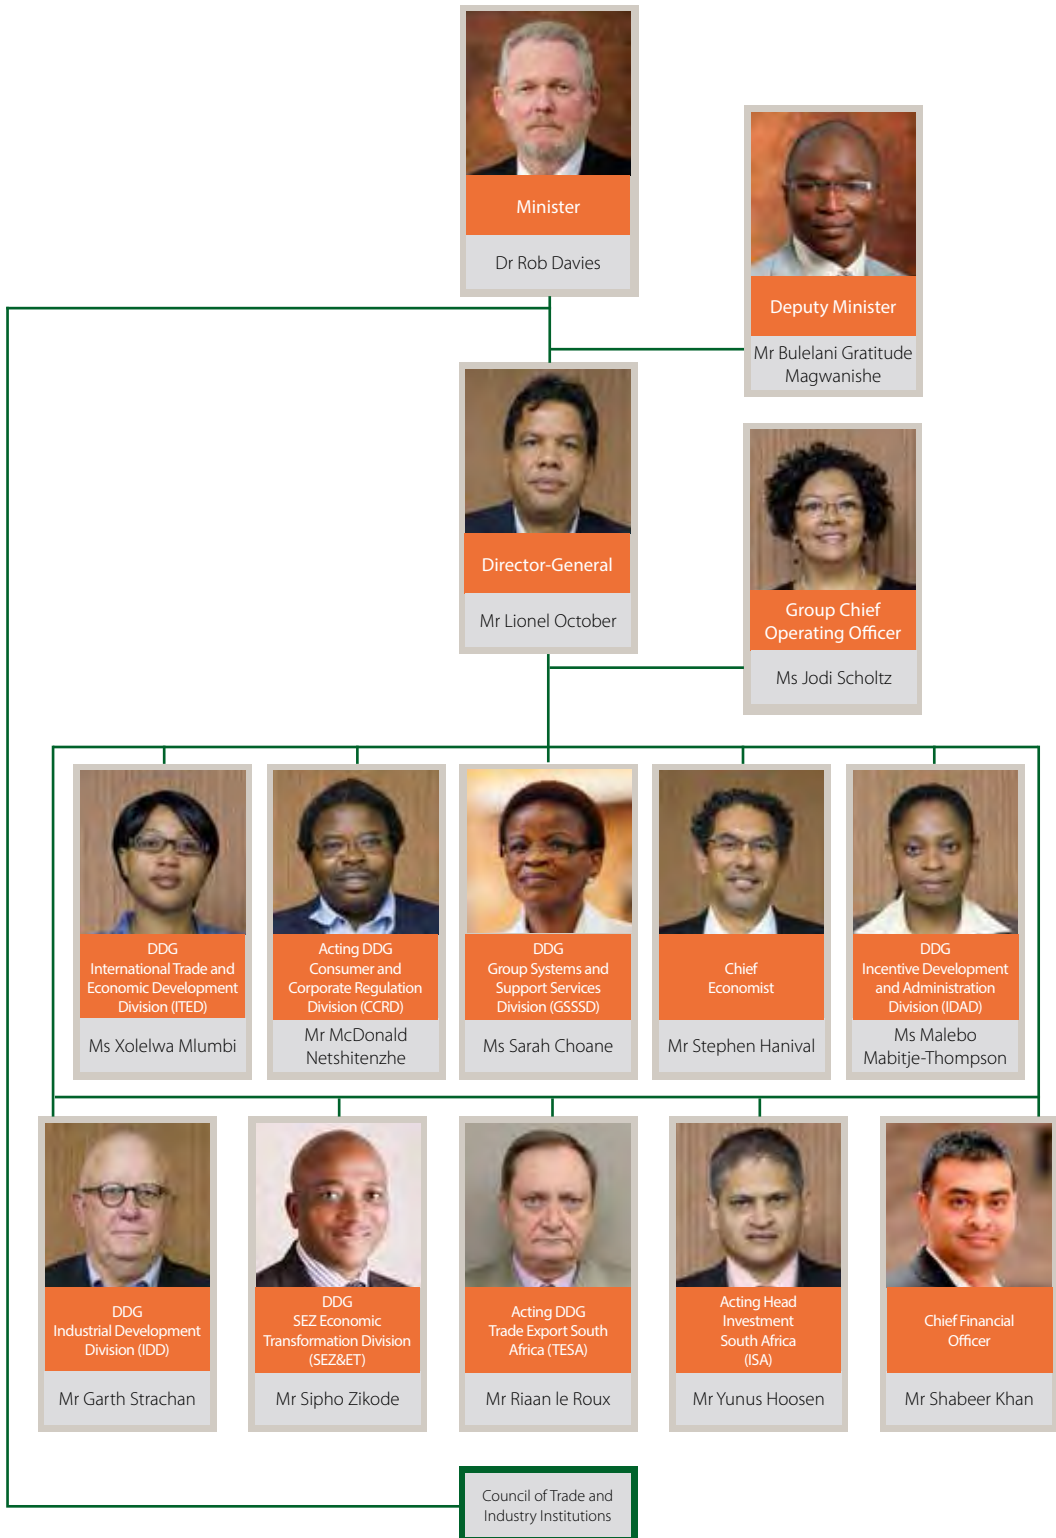 Minister
Dr Rob Davies
Deputy Minister
Mr Bulelani Gratitude
Magwanishe
Director-General
Mr Lionel October
Group Chief
Operating Officer
Ms Jodi Scholtz
DDG
International Trade and
Economic Development
Division (ITED)
Ms Xolelwa Mlumbi
Acting DDG
Consumer and
Corporate Regulation
Division (CCRD)
Mr McDonald
Netshitenzhe
DDG
Group Systems and
Support Services
Division (GSSSD)
Ms Sarah Choane
Chief
Economist
Mr Stephen Hanival
DDG
Incentive Development
and Administration
Division (IDAD)
Ms Malebo
Mabitje-Thompson
DDG
Industrial Development
Division (IDD)
Mr Garth Strachan
DDG
SEZ Economic
Transformation Division
(SEZ&ET)
Mr Sipho Zikode
Acting DDG
Trade Export South
Africa (TESA)
Mr Riaan le Roux
Acting Head
Investment
South Africa
(ISA)
Mr Yunus Hoosen
Chief Financial
Officer
Mr Shabeer Khan
Council of Trade and
Industry Institutions